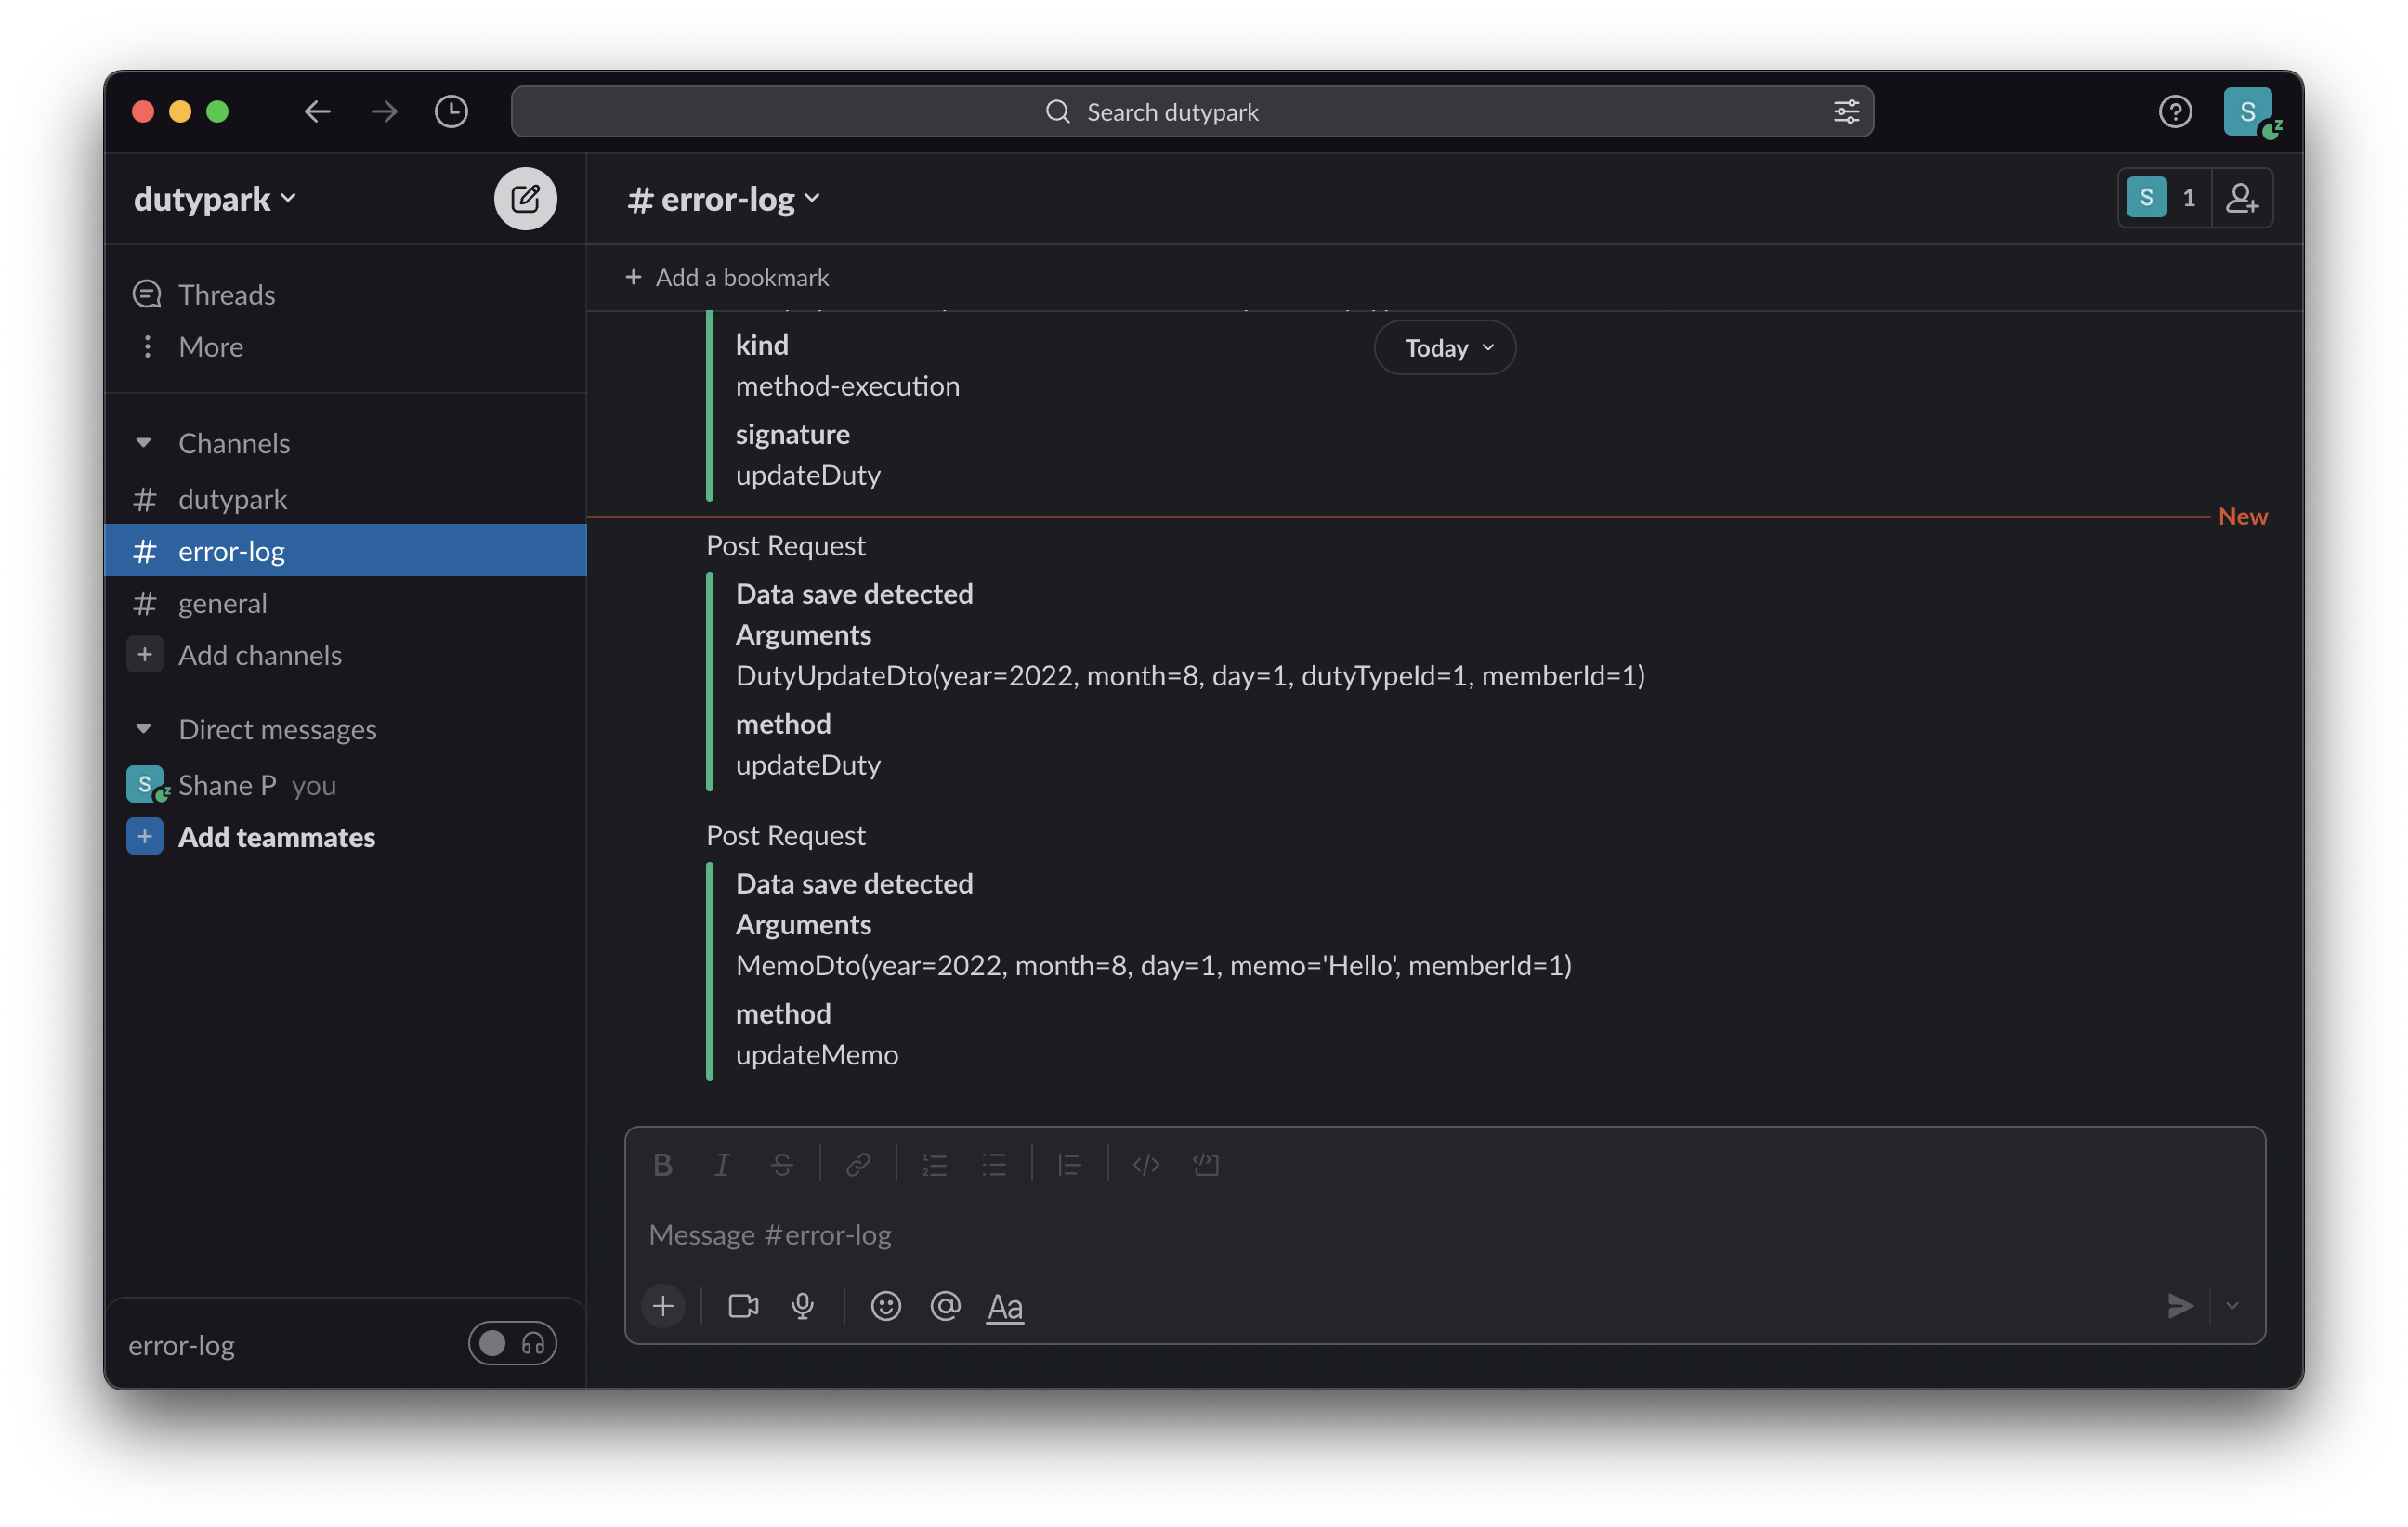 Search dutypark
S
dutypark
# error-log
S 1
Threads
More
+ Add a bookmark
Today
kind
method-execution
signature
updateDuty
New
Channels
# dutypark
# error-log
# general
+ Add channels
Direct messages
S Shane P you
+ Add teammates
Post Request
Data save detected
Arguments
DutyUpdateDto(year=2022, month=8, day=1, dutyTypeId=1, memberId=1)
method
updateDuty
Post Request
Data save detected
Arguments
MemoDto(year=2022, month=8, day=1, memo='Hello', memberId=1)
method
updateMemo
B I S
Message #error-log
+ @ Aa
error-log